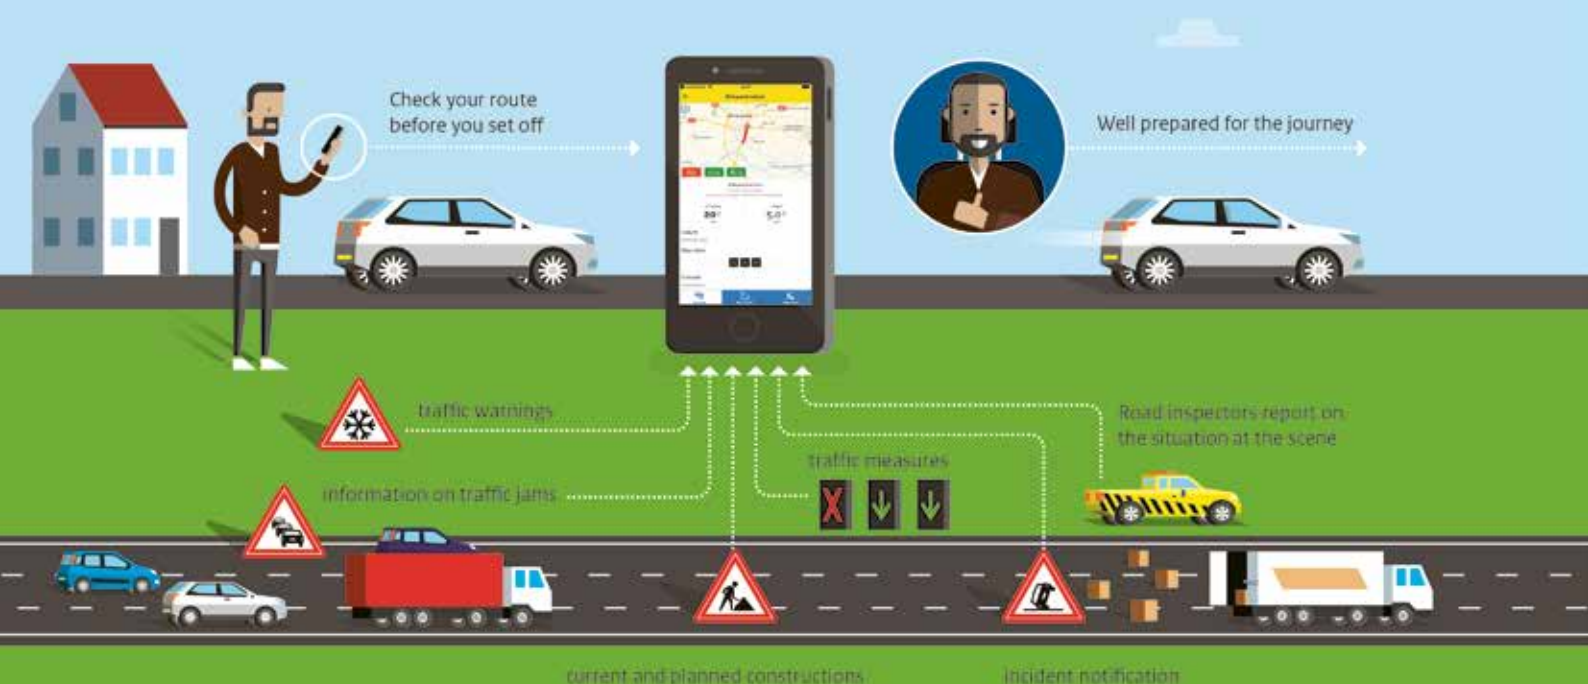 Check your route
before you set off
Well prepared for the journey
traffic warnings
Road inspectors report on
the situation at the scene
traffic measures
information on traffic jams
X
current and planned constructions
incident notification